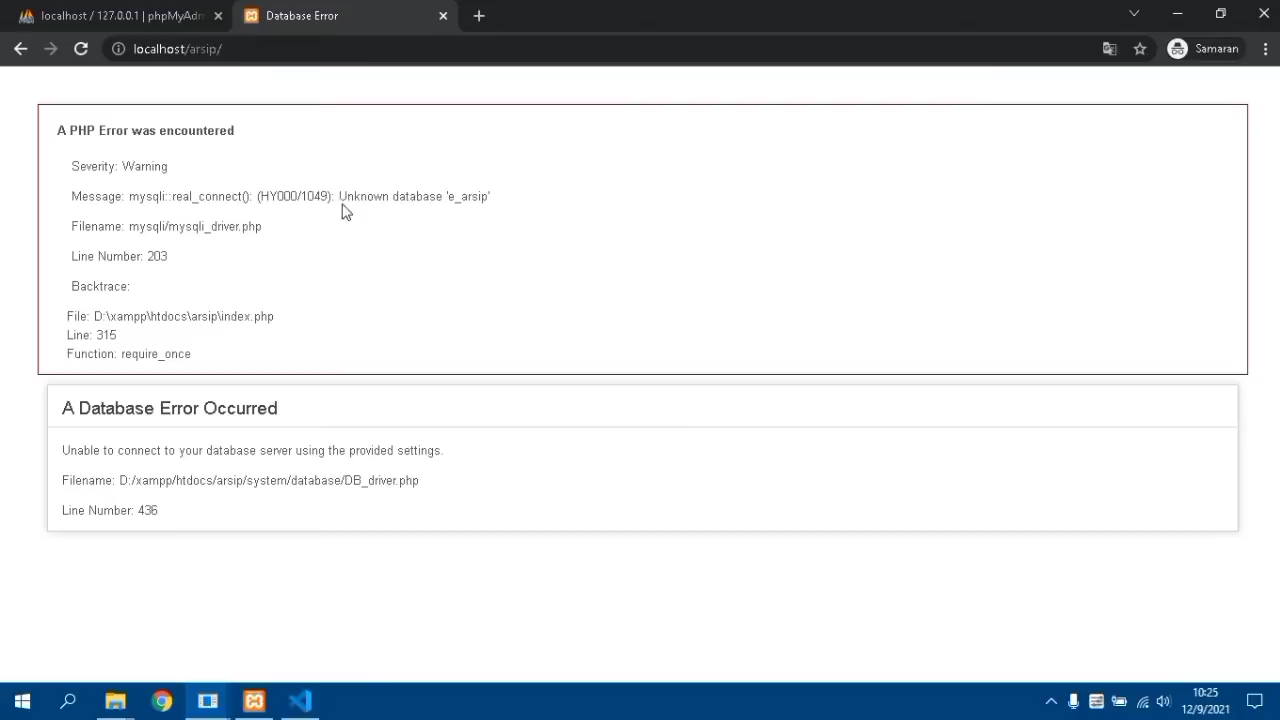 localhost / 127.0.0.1 | phpMyAdm
Database Error
localhost/arsip/
Samaran
A PHP Error was encountered
Severity: Warning
Message: mysqli::real_connect(): (HY000/1049): Unknown database 'e_arsip'
Filename: mysqli/mysqli_driver.php
Line Number: 203
Backtrace:
File: D:\xampp\htdocs\arsip\index.php
Line: 315
Function: require_once
A Database Error Occurred
Unable to connect to your database server using the provided settings.
Filename: D:/xampp/htdocs/arsip/system/database/DB_driver.php
Line Number: 436
10:25
12/9/2021